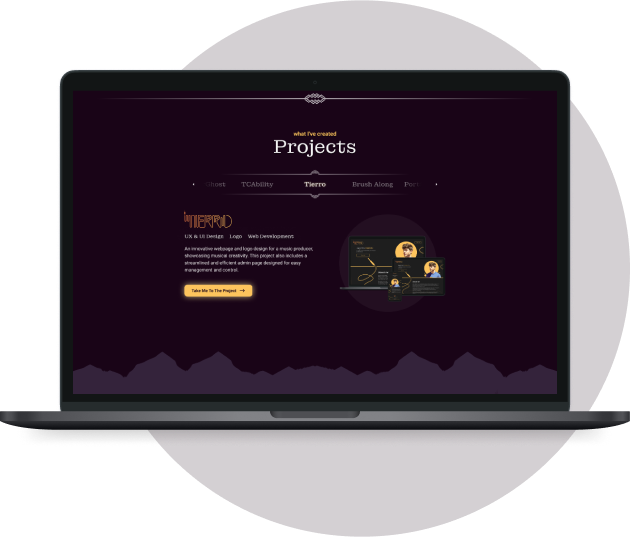 what I've created
Projects
Ghost TCAbility Tierro Brush Along
TIERRO
UX & UI Design Logo Web Development
An innovative webpage and logo design for a music producer,
showcasing musical creativity. This project also includes a
streamlined and efficient admin page designed for easy
management and control.
Take Me To The Project →